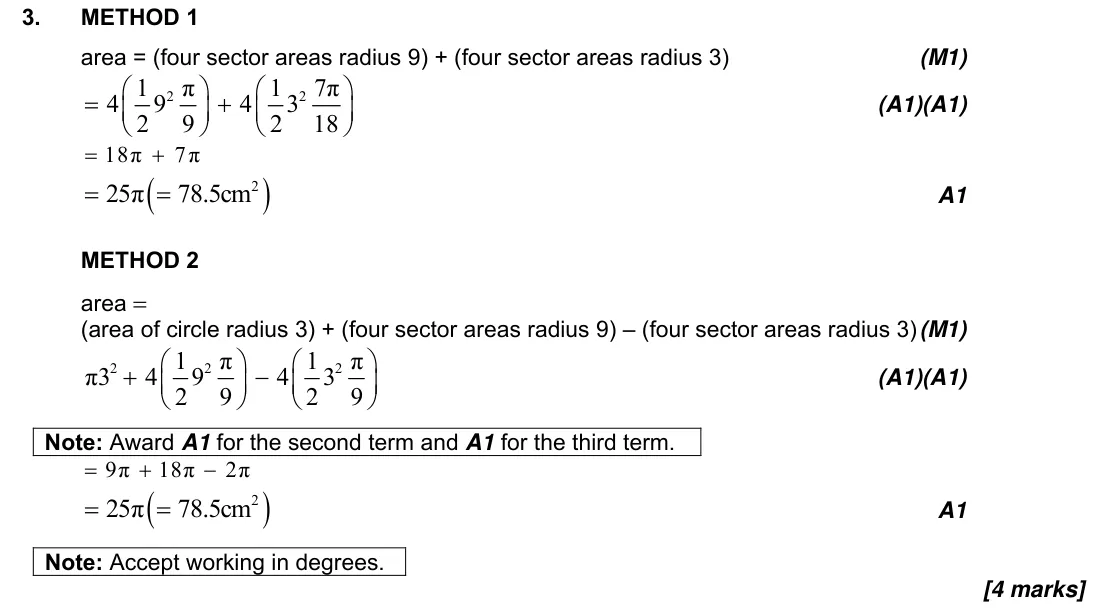 3. METHOD 1
area = (four sector areas radius 9) + (four sector areas radius 3) (M1)
= 4(1/2 9² π/9) + 4(1/2 3² 7π/18) (A1)(A1)
= 18π + 7π
= 25π(= 78.5cm²) A1
METHOD 2
area =
(area of circle radius 3) + (four sector areas radius 9) – (four sector areas radius 3) (M1)
π3² + 4(1/2 9² π/9) − 4(1/2 3² π/9) (A1)(A1)
Note: Award A1 for the second term and A1 for the third term.
= 9π + 18π − 2π
= 25π(= 78.5cm²) A1
Note: Accept working in degrees.
[4 marks]